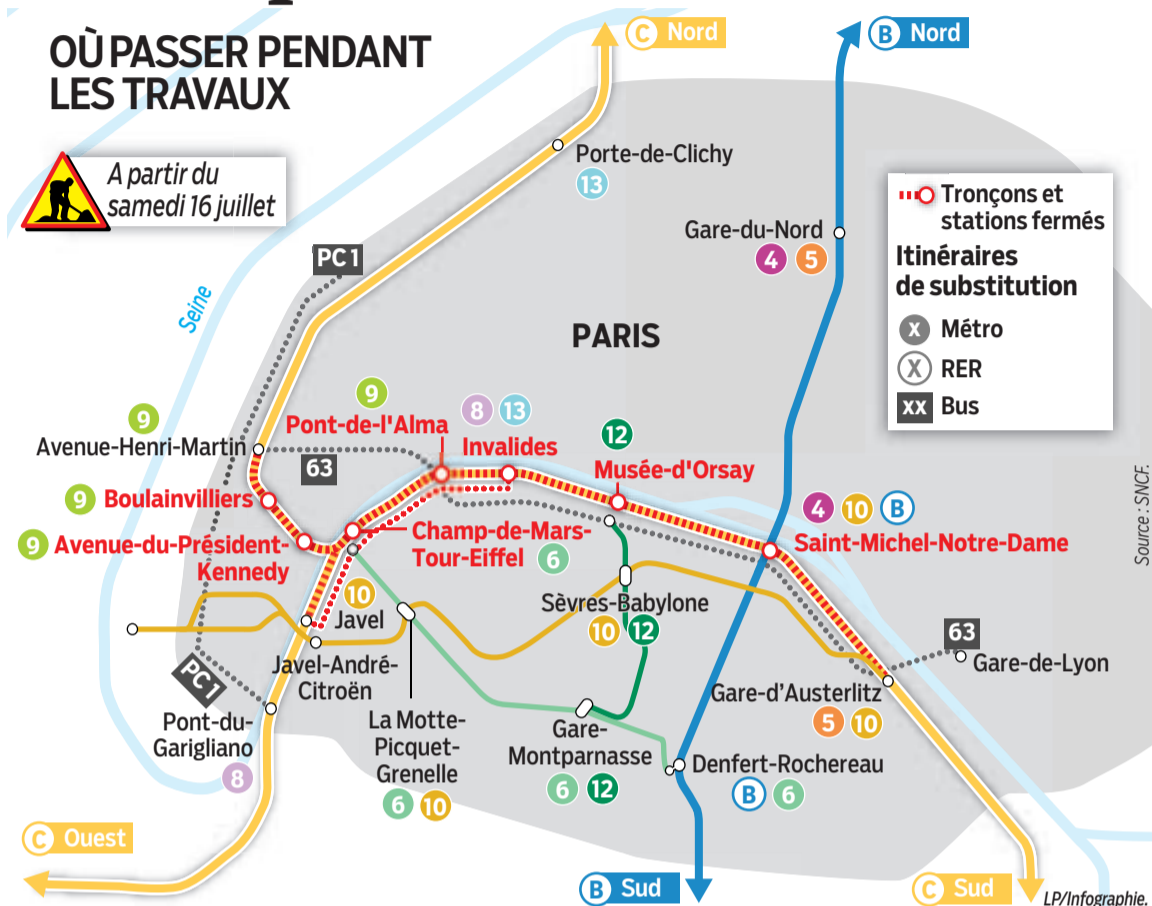 OÙ PASSER PENDANT
LES TRAVAUX
A partir du
samedi 16 juillet
C Nord
B Nord
Porte-de-Clichy
13
Gare-du-Nord
4 5
Tronçons et
stations fermés
Itinéraires
de substitution
X Métro
X RER
xx Bus
PC 1
Seine
PARIS
9
Avenue-Henri-Martin
63
9
Pont-de-l'Alma
8 13
Invalides
12
Musée-d'Orsay
9 Boulainvilliers
9 Avenue-du-Président-
Kennedy
Champ-de-Mars-
Tour-Eiffel 6
4 10 B
Saint-Michel-Notre-Dame
10
Javel
Javel-André-
Citroën
Sèvres-Babylone
10 12
63
Gare-de-Lyon
PC 1
Pont-du-
Garigliano
8
La Motte-
Picquet-
Grenelle
6 10
Gare-
Montparnasse
6 12
Gare-d'Austerlitz
5 10
Denfert-Rochereau
B 6
C Ouest
B Sud
C Sud
Source : SNCF.
LP/Infographie.